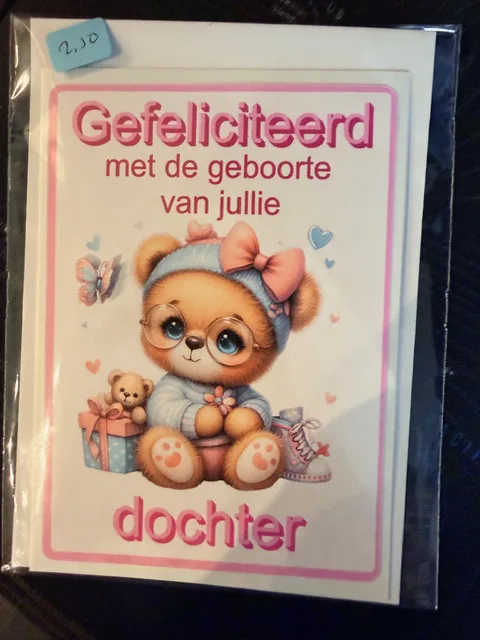 2,50
Gefeliciteerd
met de geboorte
van jullie
dochter